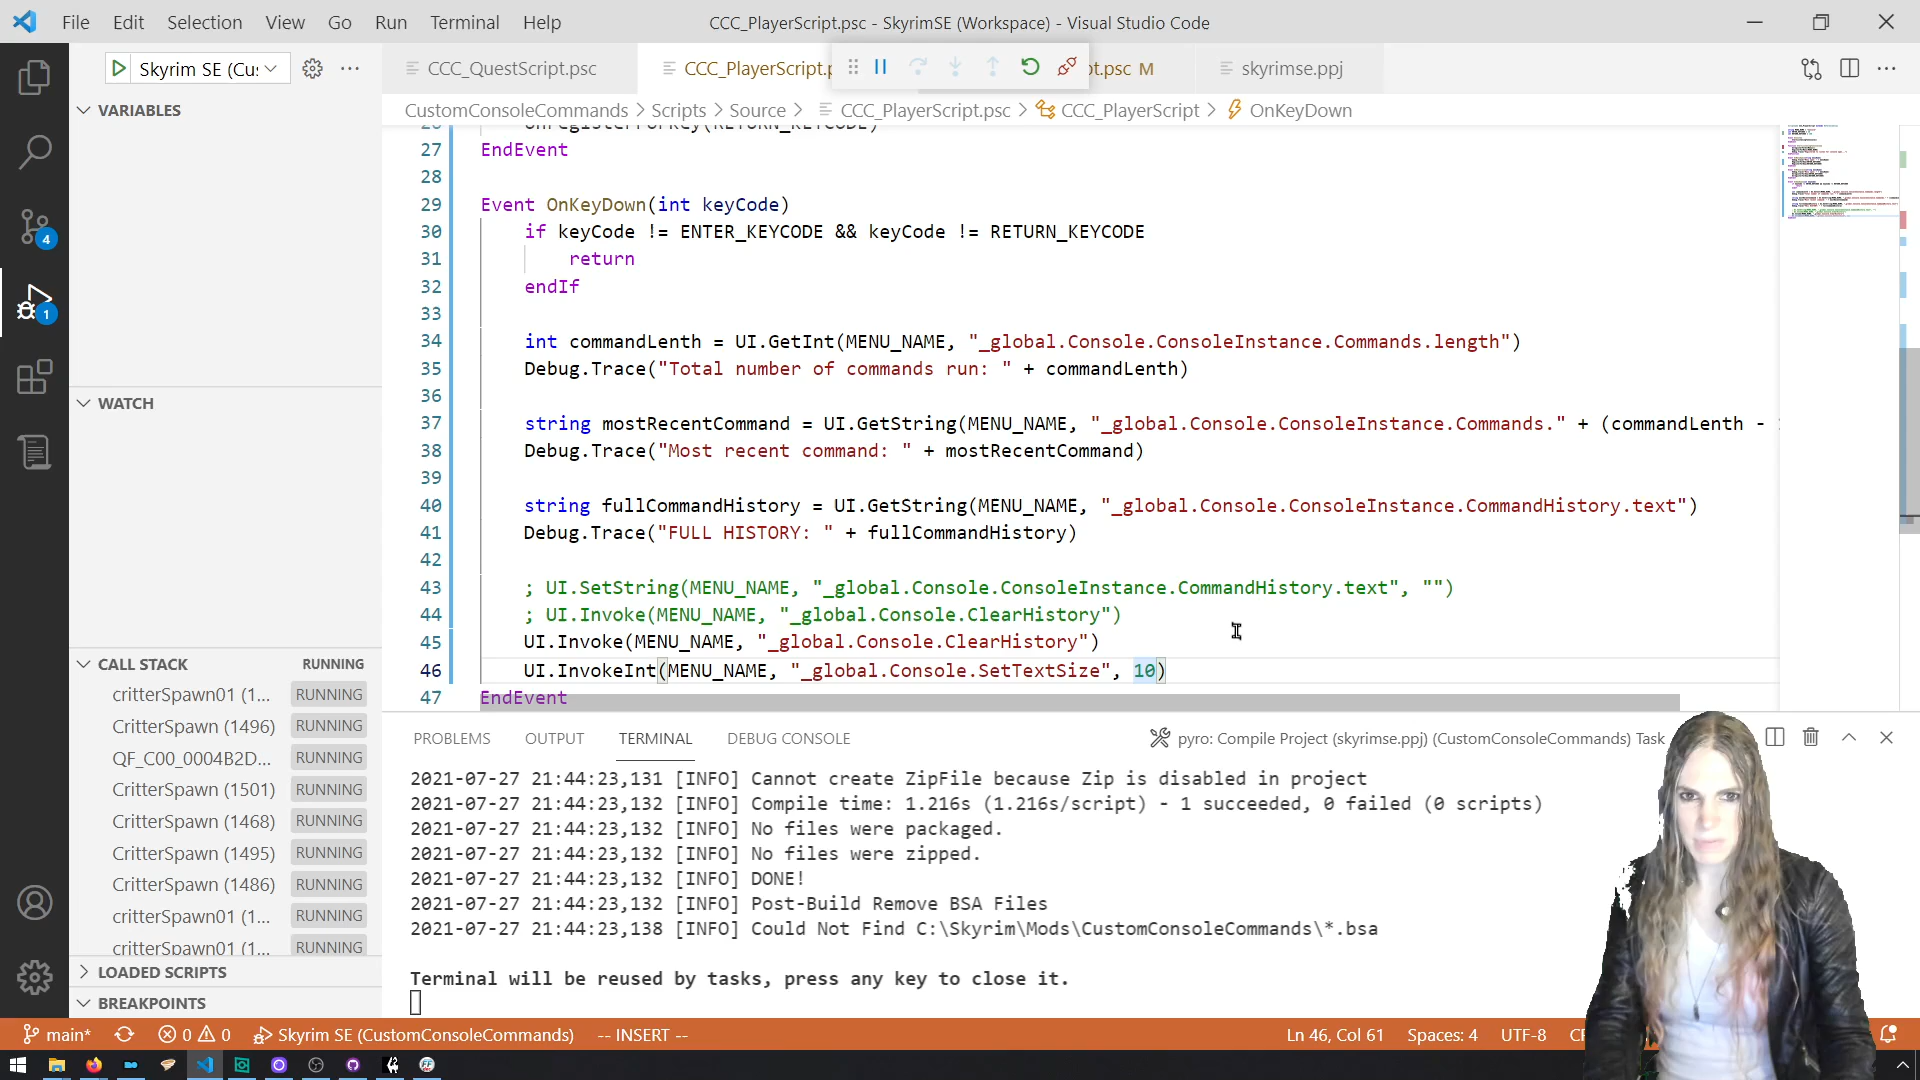 File Edit Selection View Go Run Terminal Help
CCC_PlayerScript.psc - SkyrimSE (Workspace) - Visual Studio Code
Skyrim SE (Cu
CCC_QuestScript.psc
CCC_PlayerScript.p
ot.psc M
skyrimse.ppj
VARIABLES
CustomConsoleCommands > Scripts > Source > CCC_PlayerScript.psc > CCC_PlayerScript > OnKeyDown
27 EndEvent
28
29 Event OnKeyDown(int keyCode)
30 if keyCode != ENTER_KEYCODE && keyCode != RETURN_KEYCODE
31 return
32 endIf
33
34 int commandLenth = UI.GetInt(MENU_NAME, "_global.Console.ConsoleInstance.Commands.length")
35 Debug.Trace("Total number of commands run: " + commandLenth)
36
37 string mostRecentCommand = UI.GetString(MENU_NAME, "_global.Console.ConsoleInstance.Commands." + (commandLenth -
38 Debug.Trace("Most recent command: " + mostRecentCommand)
39
40 string fullCommandHistory = UI.GetString(MENU_NAME, "_global.Console.ConsoleInstance.CommandHistory.text")
41 Debug.Trace("FULL HISTORY: " + fullCommandHistory)
42
43 ; UI.SetString(MENU_NAME, "_global.Console.ConsoleInstance.CommandHistory.text", "")
44 ; UI.Invoke(MENU_NAME, "_global.Console.ClearHistory")
45 UI.Invoke(MENU_NAME, "_global.Console.ClearHistory")
46 UI.InvokeInt(MENU_NAME, "_global.Console.SetTextSize", 10)
47 EndEvent
4
1
WATCH
CALL STACK RUNNING
critterSpawn01 (1... RUNNING
CritterSpawn (1496) RUNNING
QF_C00_0004B2D... RUNNING
CritterSpawn (1501) RUNNING
CritterSpawn (1468) RUNNING
CritterSpawn (1495) RUNNING
CritterSpawn (1486) RUNNING
critterSpawn01 (1... RUNNING
critterSpawn01 (1... RUNNING
LOADED SCRIPTS
BREAKPOINTS
PROBLEMS OUTPUT TERMINAL DEBUG CONSOLE
pyro: Compile Project (skyrimse.ppj) (CustomConsoleCommands) Task
2021-07-27 21:44:23,131 [INFO] Cannot create ZipFile because Zip is disabled in project
2021-07-27 21:44:23,132 [INFO] Compile time: 1.216s (1.216s/script) - 1 succeeded, 0 failed (0 scripts)
2021-07-27 21:44:23,132 [INFO] No files were packaged.
2021-07-27 21:44:23,132 [INFO] No files were zipped.
2021-07-27 21:44:23,132 [INFO] DONE!
2021-07-27 21:44:23,132 [INFO] Post-Build Remove BSA Files
2021-07-27 21:44:23,138 [INFO] Could Not Find C:\Skyrim\Mods\CustomConsoleCommands\*.bsa
Terminal will be reused by tasks, press any key to close it.
main* 0 0 Skyrim SE (CustomConsoleCommands) -- INSERT --
Ln 46, Col 61 Spaces: 4 UTF-8